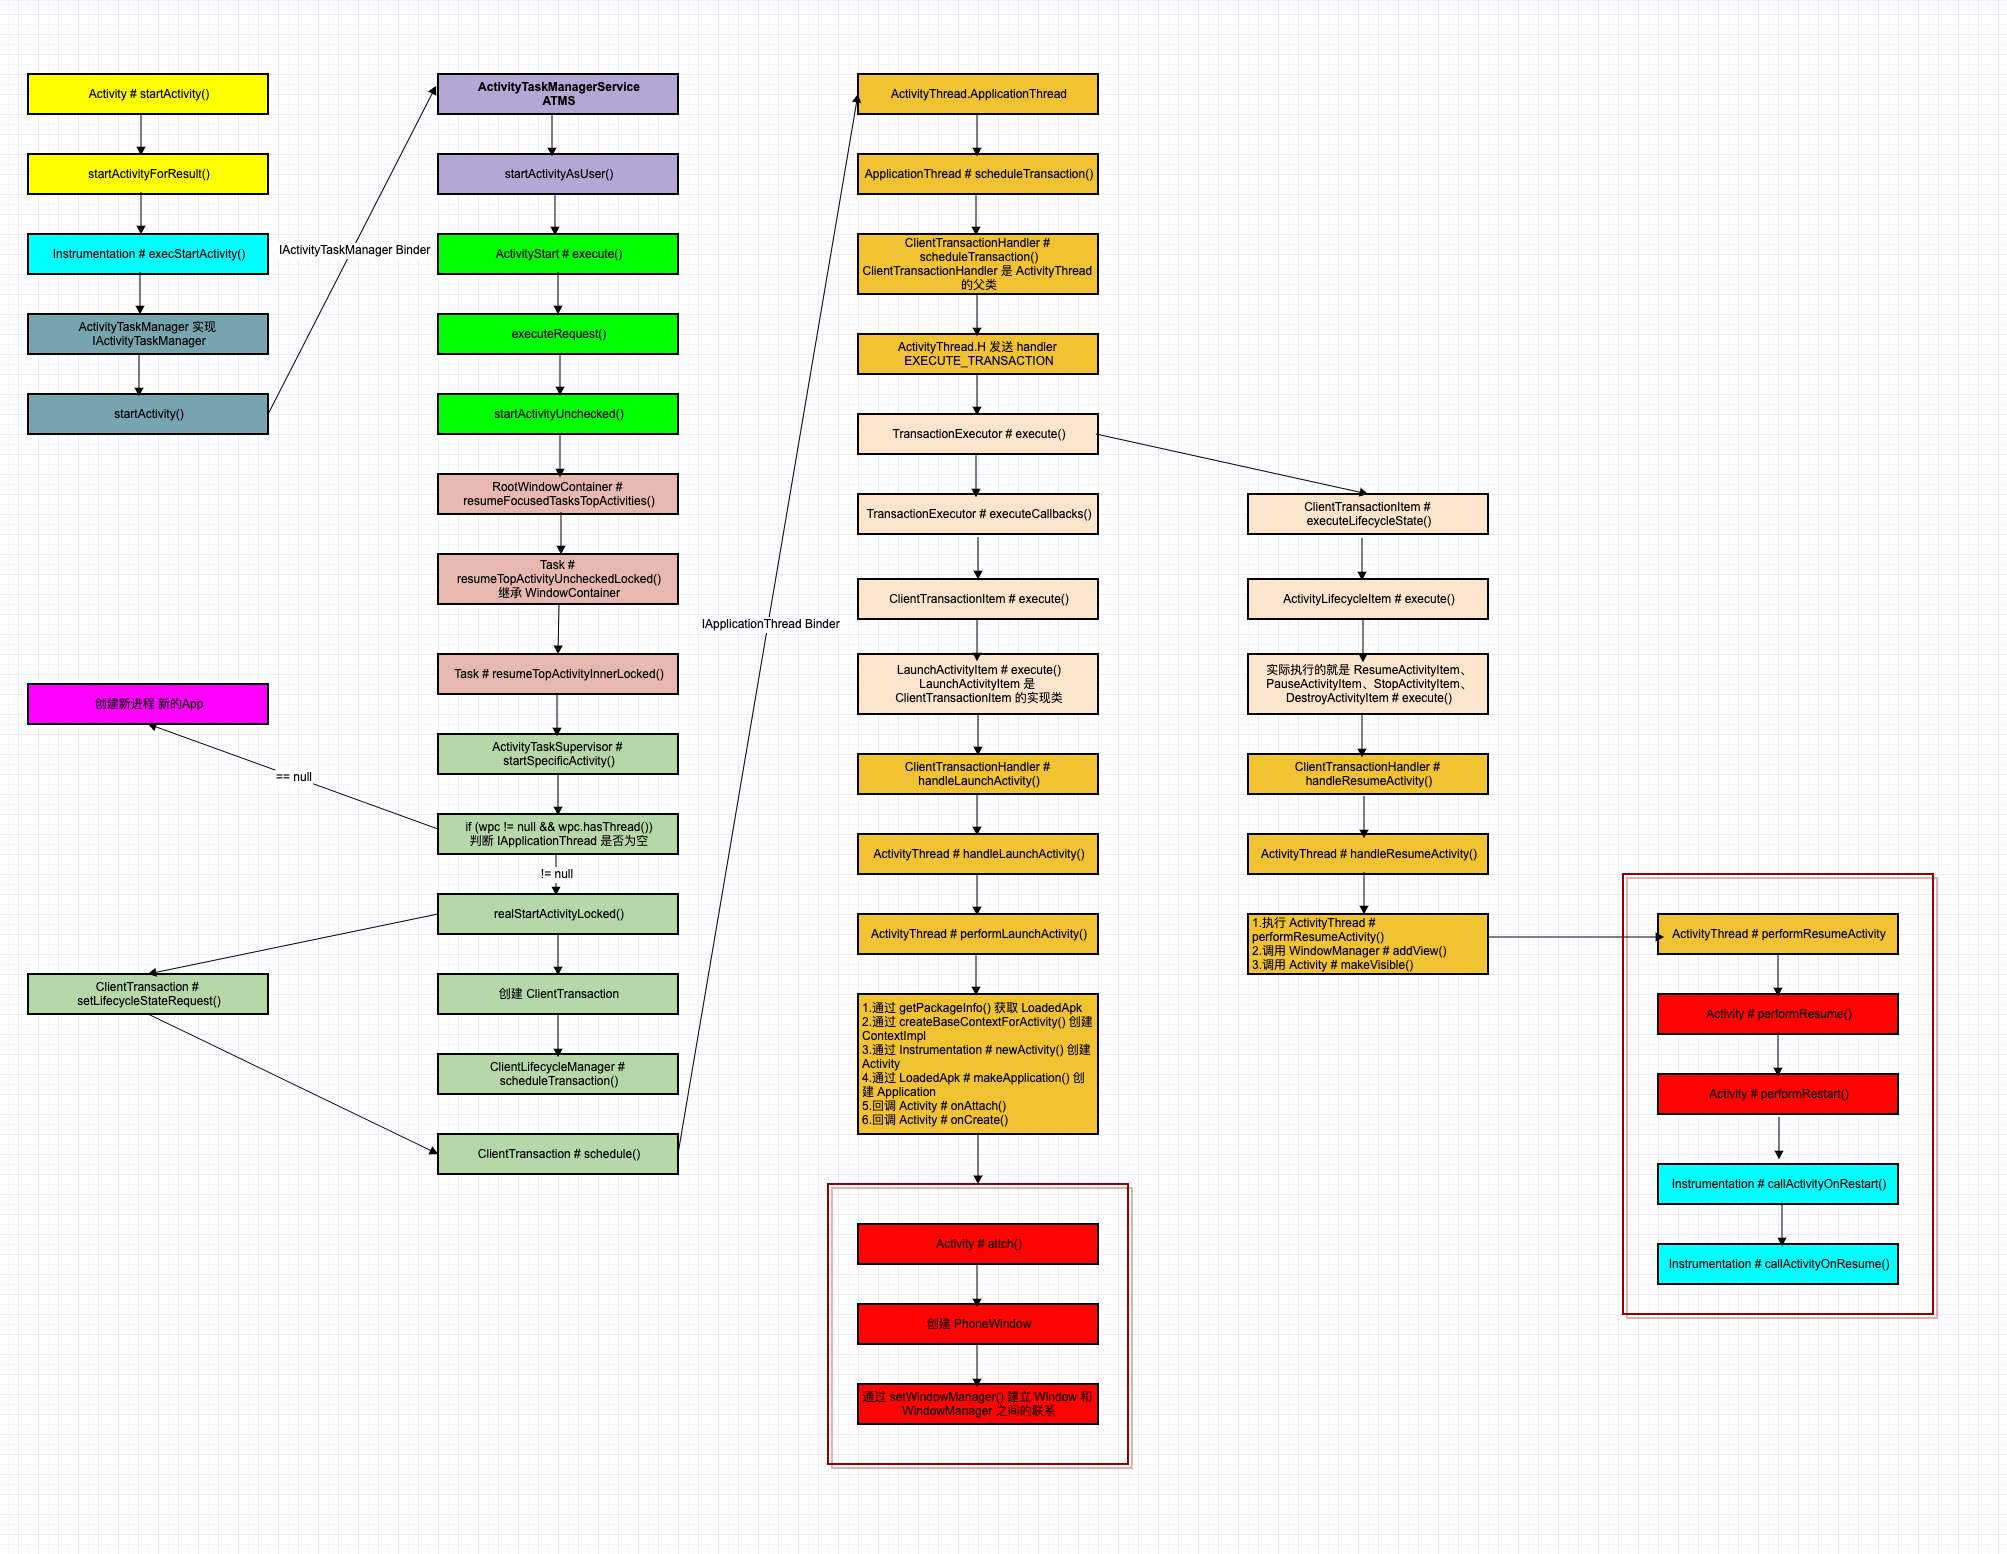 Activity # startActivity()
startActivityForResult()
Instrumentation # execStartActivity()
ActivityTaskManager 实现
IActivityTaskManager
startActivity()
IActivityTaskManager Binder
ActivityTaskManagerService
ATMS
startActivityAsUser()
ActivityStart # execute()
executeRequest()
startActivityUnchecked()
RootWindowContainer #
resumeFocusedTasksTopActivities()
Task #
resumeTopActivityUncheckedLocked()
继承 WindowContainer
Task # resumeTopActivityInnerLocked()
ActivityTaskSupervisor #
startSpecificActivity()
if (wpc != null && wpc.hasThread())
判断 IApplicationThread 是否为空
== null
创建新进程 新的App
!= null
realStartActivityLocked()
ClientTransaction #
setLifecycleStateRequest()
创建 ClientTransaction
ClientLifecycleManager #
scheduleTransaction()
ClientTransaction # schedule()
IApplicationThread Binder
ActivityThread.ApplicationThread
ApplicationThread # scheduleTransaction()
ClientTransactionHandler #
scheduleTransaction()
ClientTransactionHandler 是 ActivityThread
的父类
ActivityThread.H 发送 handler
EXECUTE_TRANSACTION
TransactionExecutor # execute()
TransactionExecutor # executeCallbacks()
ClientTransactionItem # execute()
LaunchActivityItem # execute()
LaunchActivityItem 是
ClientTransactionItem 的实现类
ClientTransactionHandler #
handleLaunchActivity()
ActivityThread # handleLaunchActivity()
ActivityThread # performLaunchActivity()
1.通过 getPackageInfo() 获取 LoadedApk
2.通过 createBaseContextForActivity() 创建
ContextImpl
3.通过 Instrumentation # newActivity() 创建
Activity
4.通过 LoadedApk # makeApplication() 创
建 Application
5.回调 Activity # onAttach()
6.回调 Activity # onCreate()
Activity # attch()
创建 PhoneWindow
通过 setWindowManager() 建立 Window 和
WindowManager 之间的联系
ClientTransactionItem #
executeLifecycleState()
ActivityLifecycleItem # execute()
实际执行的就是 ResumeActivityItem、
PauseActivityItem、StopActivityItem、
DestroyActivityItem # execute()
ClientTransactionHandler #
handleResumeActivity()
ActivityThread # handleResumeActivity()
1.执行 ActivityThread #
performResumeActivity()
2.调用 WindowManager # addView()
3.调用 Activity # makeVisible()
ActivityThread # performResumeActivity
Activity # performResume()
Activity # performRestart()
Instrumentation # callActivityOnRestart()
Instrumentation # callActivityOnResume()